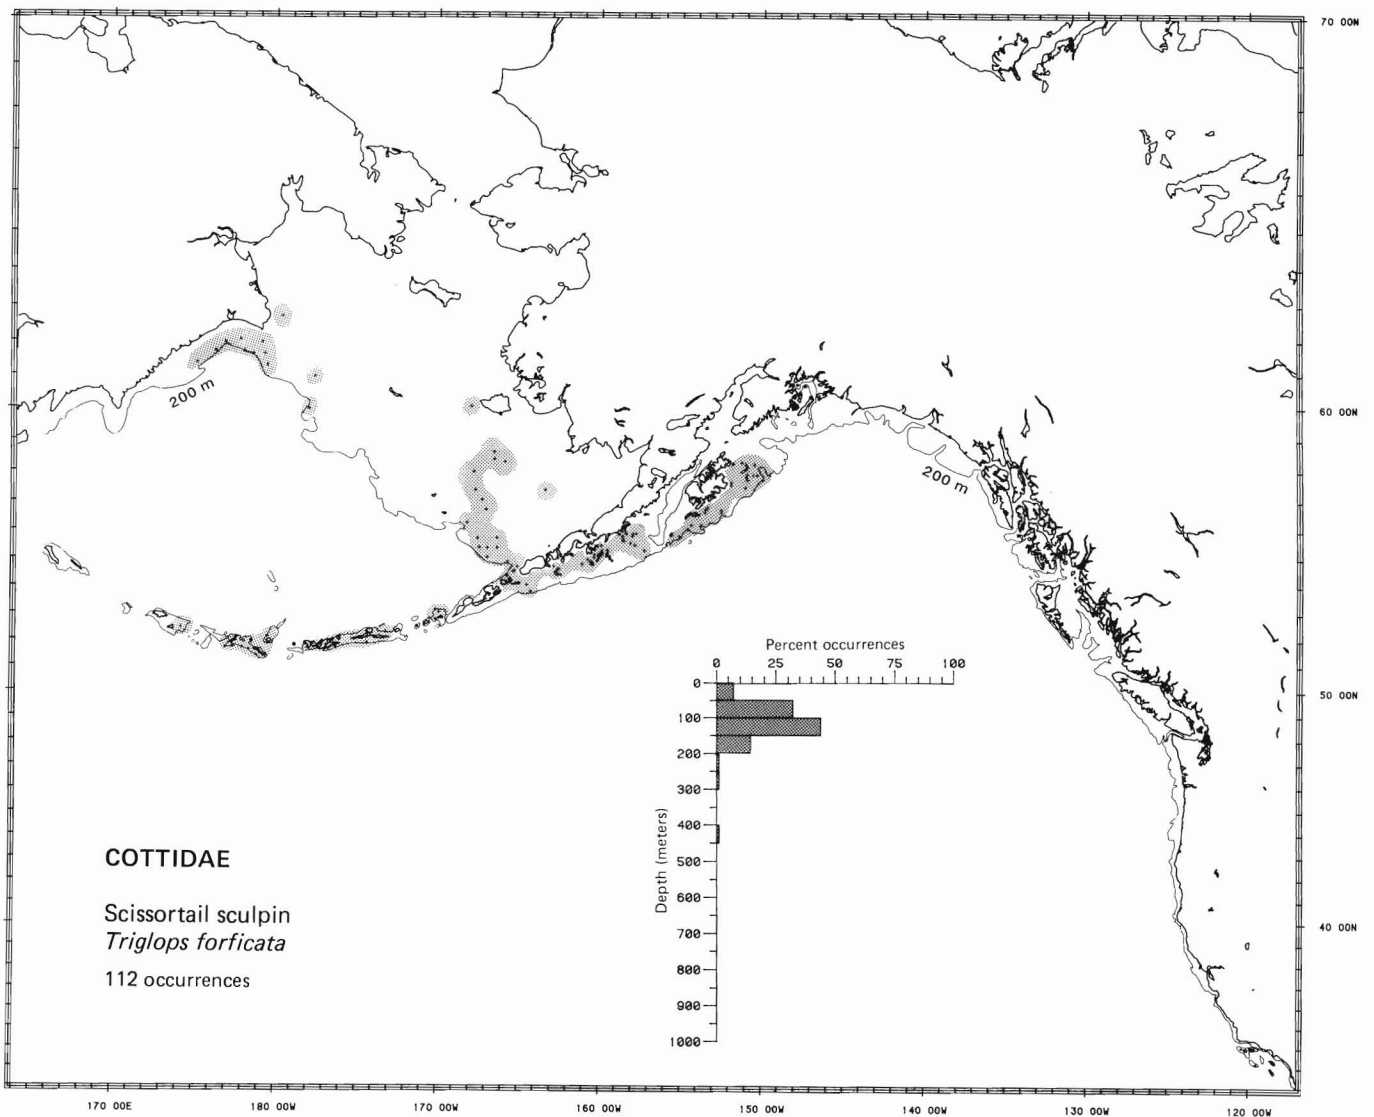 70 00N
200 m
60 00N
200 m
Percent occurrences
0 25 50 75 100
0
50 00N
100
200
300
400
Depth (meters)
500
600
700
800
900
1000
COTTIDAE
Scissortail sculpin
Triglops forficata
112 occurrences
40 00N
170 00E 180 00W 170 00W 160 00W 150 00W 140 00W 130 00W 120 00W